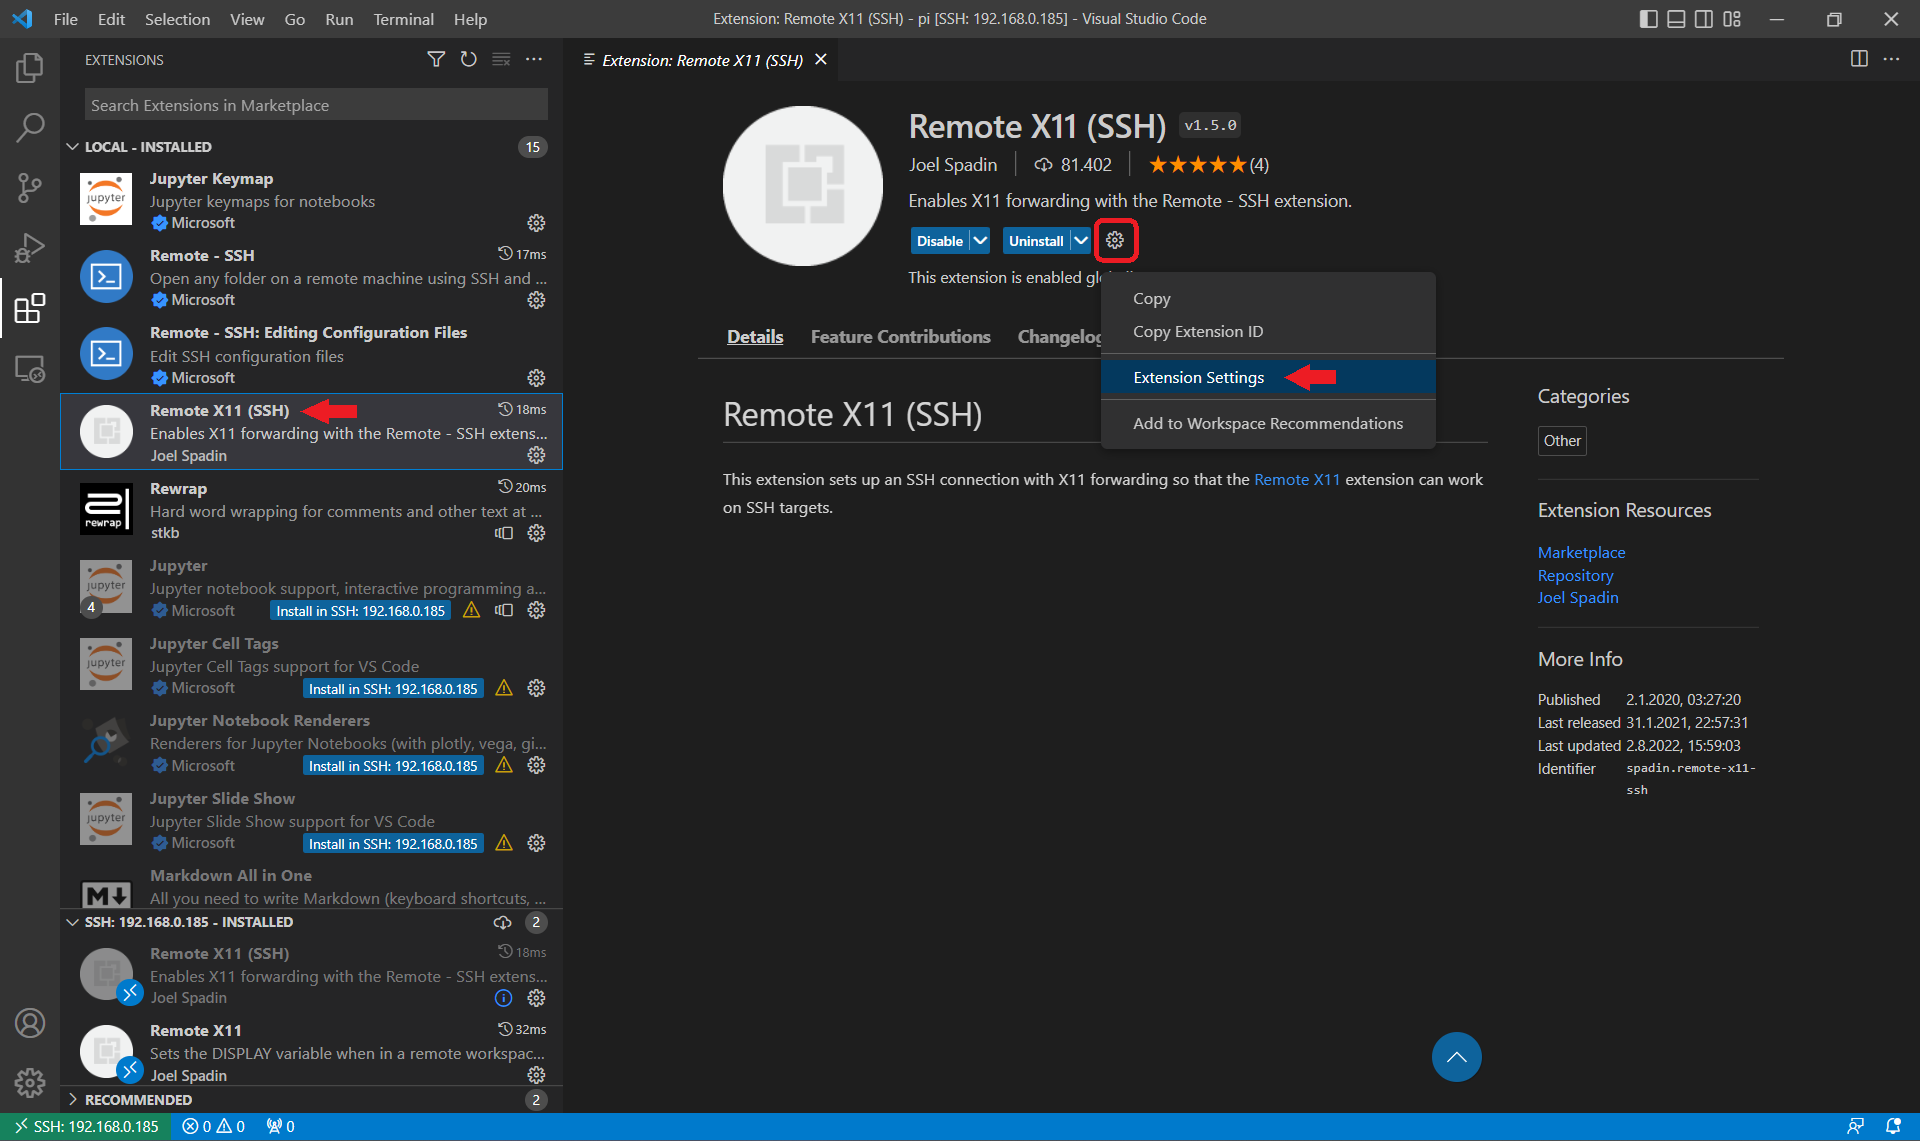 File Edit Selection View Go Run Terminal Help
Extension: Remote X11 (SSH) - pi [SSH: 192.168.0.185] - Visual Studio Code
EXTENSIONS
Search Extensions in Marketplace
LOCAL - INSTALLED 15
jupyter
Jupyter Keymap
Jupyter keymaps for notebooks
Microsoft
Remote - SSH 17ms
Open any folder on a remote machine using SSH and ...
Microsoft
Remote - SSH: Editing Configuration Files
Edit SSH configuration files
Microsoft
Remote X11 (SSH) 18ms
Enables X11 forwarding with the Remote - SSH extens...
Joel Spadin
rewrap
Rewrap 20ms
Hard word wrapping for comments and other text at ...
stkb
jupyter
4
Jupyter
Jupyter notebook support, interactive programming a...
Microsoft Install in SSH: 192.168.0.185
jupyter
Jupyter Cell Tags
Jupyter Cell Tags support for VS Code
Microsoft Install in SSH: 192.168.0.185
Jupyter Notebook Renderers
Renderers for Jupyter Notebooks (with plotly, vega, gi...
Microsoft Install in SSH: 192.168.0.185
jupyter
Jupyter Slide Show
Jupyter Slide Show support for VS Code
Microsoft Install in SSH: 192.168.0.185
M
Markdown All in One
All you need to write Markdown (keyboard shortcuts, ...
SSH: 192.168.0.185 - INSTALLED 2
Remote X11 (SSH) 18ms
Enables X11 forwarding with the Remote - SSH extens...
Joel Spadin
Remote X11 32ms
Sets the DISPLAY variable when in a remote workspac...
Joel Spadin
RECOMMENDED 2
Extension: Remote X11 (SSH)
Remote X11 (SSH) v1.5.0
Joel Spadin 81.402 ★★★★★(4)
Enables X11 forwarding with the Remote - SSH extension.
Disable Uninstall
This extension is enabled gl
Copy
Copy Extension ID
Extension Settings
Add to Workspace Recommendations
Details Feature Contributions Changelog
Remote X11 (SSH)
This extension sets up an SSH connection with X11 forwarding so that the Remote X11 extension can work
on SSH targets.
Categories
Other
Extension Resources
Marketplace
Repository
Joel Spadin
More Info
Published 2.1.2020, 03:27:20
Last released 31.1.2021, 22:57:31
Last updated 2.8.2022, 15:59:03
Identifier spadin.remote-x11-
ssh
SSH: 192.168.0.185 0 0 0